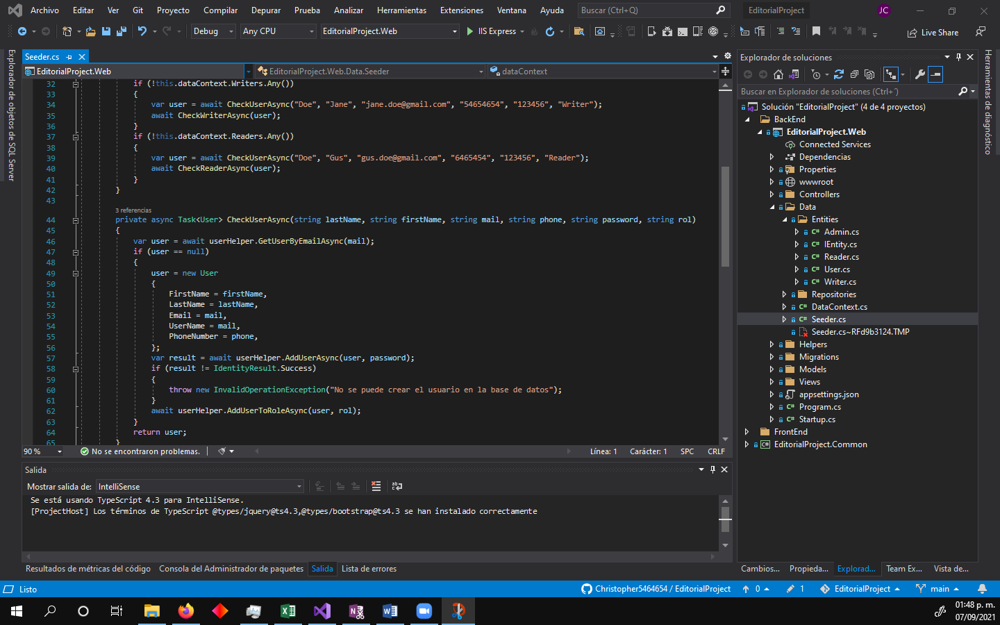 Archivo Editar Ver Git Proyecto Compilar Depurar Prueba Analizar Herramientas Extensiones Ventana Ayuda Buscar (Ctrl+Q) EditorialProject JC
Debug Any CPU EditorialProject.Web IIS Express Live Share
Explorador de objetos de SQL Server
Seeder.cs
EditorialProject.Web EditorialProject.Web.Data.Seeder dataContext
32 if (!this.dataContext.Writers.Any())
33 {
34 var user = await CheckUserAsync("Doe", "Jane", "jane.doe@gmail.com", "54654654", "123456", "Writer");
35 await CheckWriterAsync(user);
36 }
37 if (!this.dataContext.Readers.Any())
38 {
39 var user = await CheckUserAsync("Doe", "Gus", "gus.doe@gmail.com", "6465454", "123456", "Reader");
40 await CheckReaderAsync(user);
41 }
42 }
43
3 referencias
44 private async Task<User> CheckUserAsync(string lastName, string firstName, string mail, string phone, string password, string rol)
45 {
46 var user = await userHelper.GetUserByEmailAsync(mail);
47 if (user == null)
48 {
49 user = new User
50 {
51 FirstName = firstName,
52 LastName = lastName,
53 Email = mail,
54 UserName = mail,
55 PhoneNumber = phone,
56 };
57 var result = await userHelper.AddUserAsync(user, password);
58 if (result != IdentityResult.Success)
59 {
60 throw new InvalidOperationException("No se puede crear el usuario en la base de datos");
61 }
62 await userHelper.AddUserToRoleAsync(user, rol);
63 }
64 return user;
65 }
90 % No se encontraron problemas. Línea: 1 Carácter: 1 SPC CRLF
Salida
Mostrar salida de: IntelliSense
Se está usando TypeScript 4.3 para IntelliSense.
[ProjectHost] Los términos de TypeScript @types/jquery@ts4.3,@types/bootstrap@ts4.3 se han instalado correctamente
Resultados de métricas del código Consola del Administrador de paquetes Salida Lista de errores
Explorador de soluciones
Buscar en Explorador de soluciones (Ctrl+´)
Solución "EditorialProject" (4 de 4 proyectos)
BackEnd
EditorialProject.Web
Connected Services
Dependencias
Properties
wwwroot
Controllers
Data
Entities
C# Admin.cs
C# IEntity.cs
C# Reader.cs
C# User.cs
C# Writer.cs
Repositories
C# DataContext.cs
C# Seeder.cs
Seeder.cs~RFd9b3124.TMP
Helpers
Migrations
Models
Views
appsettings.json
C# Program.cs
C# Startup.cs
FrontEnd
C# EditorialProject.Common
Cambios... Propieda... Explorad... Team Ex... Vista de...
Herramientas de diagnóstico
Listo Christopher5464654 / EditorialProject 0 1 EditorialProject main
01:48 p. m.
07/09/2021